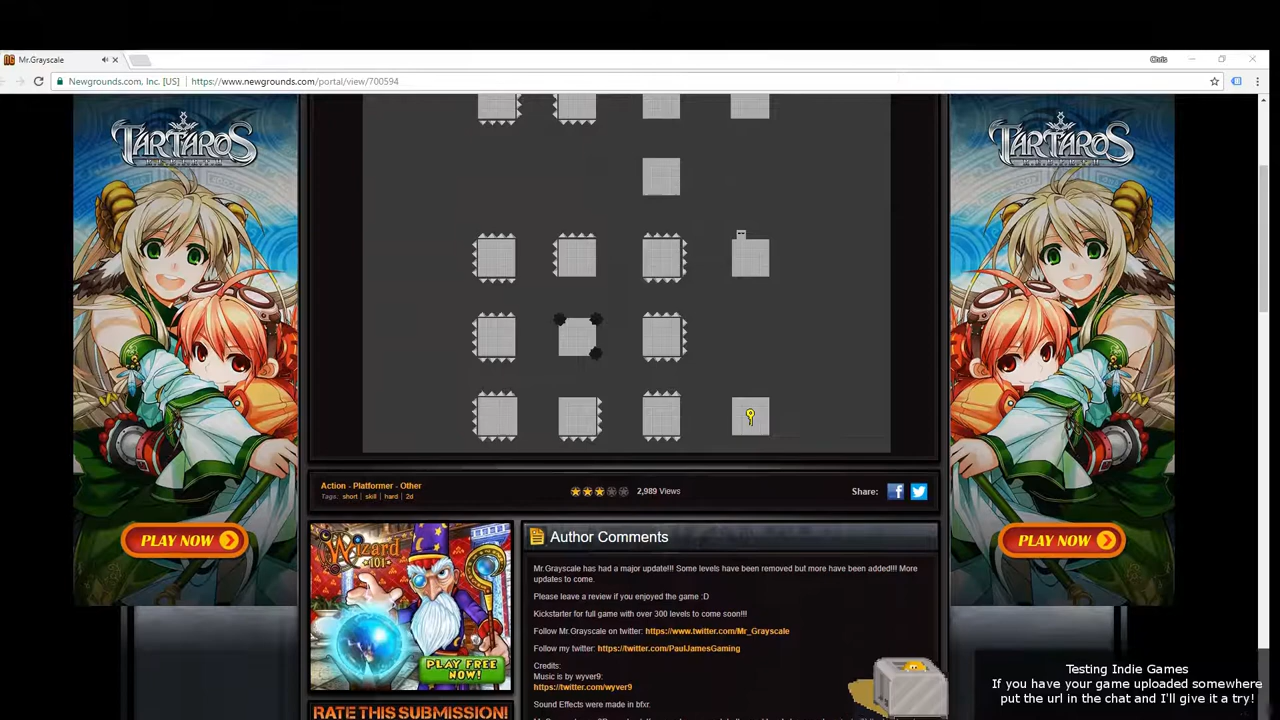 Mr.Grayscale
Chris
Newgrounds.com, Inc. [US] https://www.newgrounds.com/portal/view/700594
TARTAROS
TARTAROS
PLAY NOW
PLAY NOW
Action - Platformer - Other
Tags: short | skill | hard | 2d
2,989 Views
Share:
Wizard 101
PLAY FREE NOW!
RATE THIS SUBMISSION!
Author Comments
Mr.Grayscale has had a major update!!! Some levels have been removed but more have been added!!! More
updates to come.
Please leave a review if you enjoyed the game :D
Kickstarter for full game with over 300 levels to come soon!!!
Follow Mr.Grayscale on twitter: https://www.twitter.com/Mr_Grayscale
Follow my twitter: https://twitter.com/PaulJamesGaming
Credits:
Music is by wyver9:
https://twitter.com/wyver9
Sound Effects were made in bfxr.
Testing Indie Games
If you have your game uploaded somewhere
put the url in the chat and I'll give it a try!